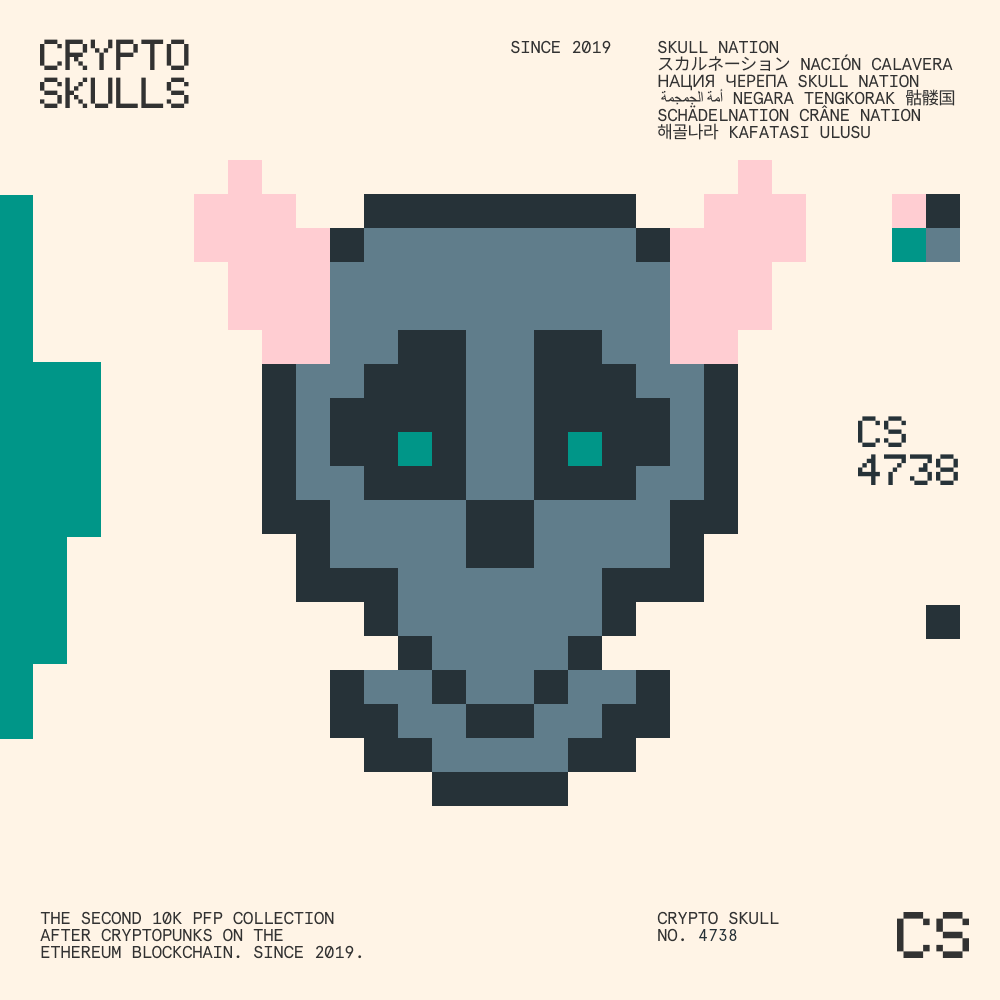 CRYPTO
SKULLS
SINCE 2019
SKULL NATION
スカルネーション NACIÓN CALAVERA
НАЦИЯ ЧЕРЕПА SKULL NATION
أمة الجمجمة NEGARA TENGKORAK 骷髅国
SCHÄDELNATION CRÂNE NATION
해골나라 KAFATASI ULUSU
CS
4738
THE SECOND 10K PFP COLLECTION
AFTER CRYPTOPUNKS ON THE
ETHEREUM BLOCKCHAIN. SINCE 2019.
CRYPTO SKULL
NO. 4738
CS